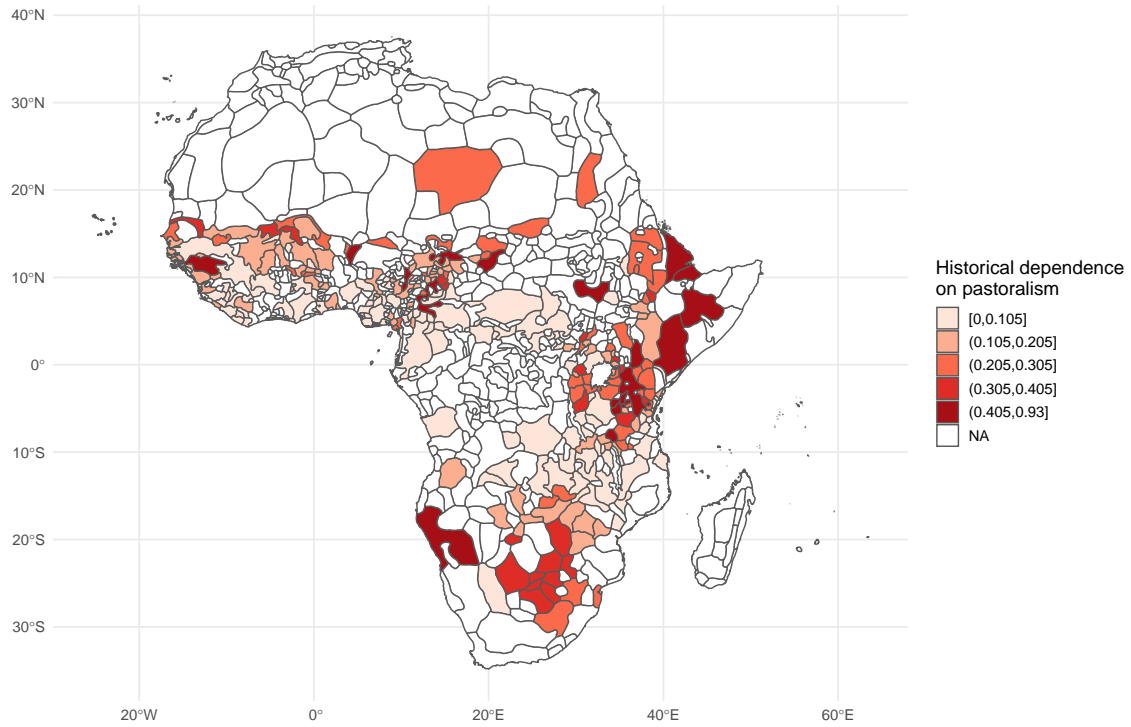 40°N
30°N
20°N
10°N
0°
10°S
20°S
30°S
20°W
0°
20°E
40°E
60°E
Historical dependence
on pastoralism
[0,0.105]
(0.105,0.205]
(0.205,0.305]
(0.305,0.405]
(0.405,0.93]
NA